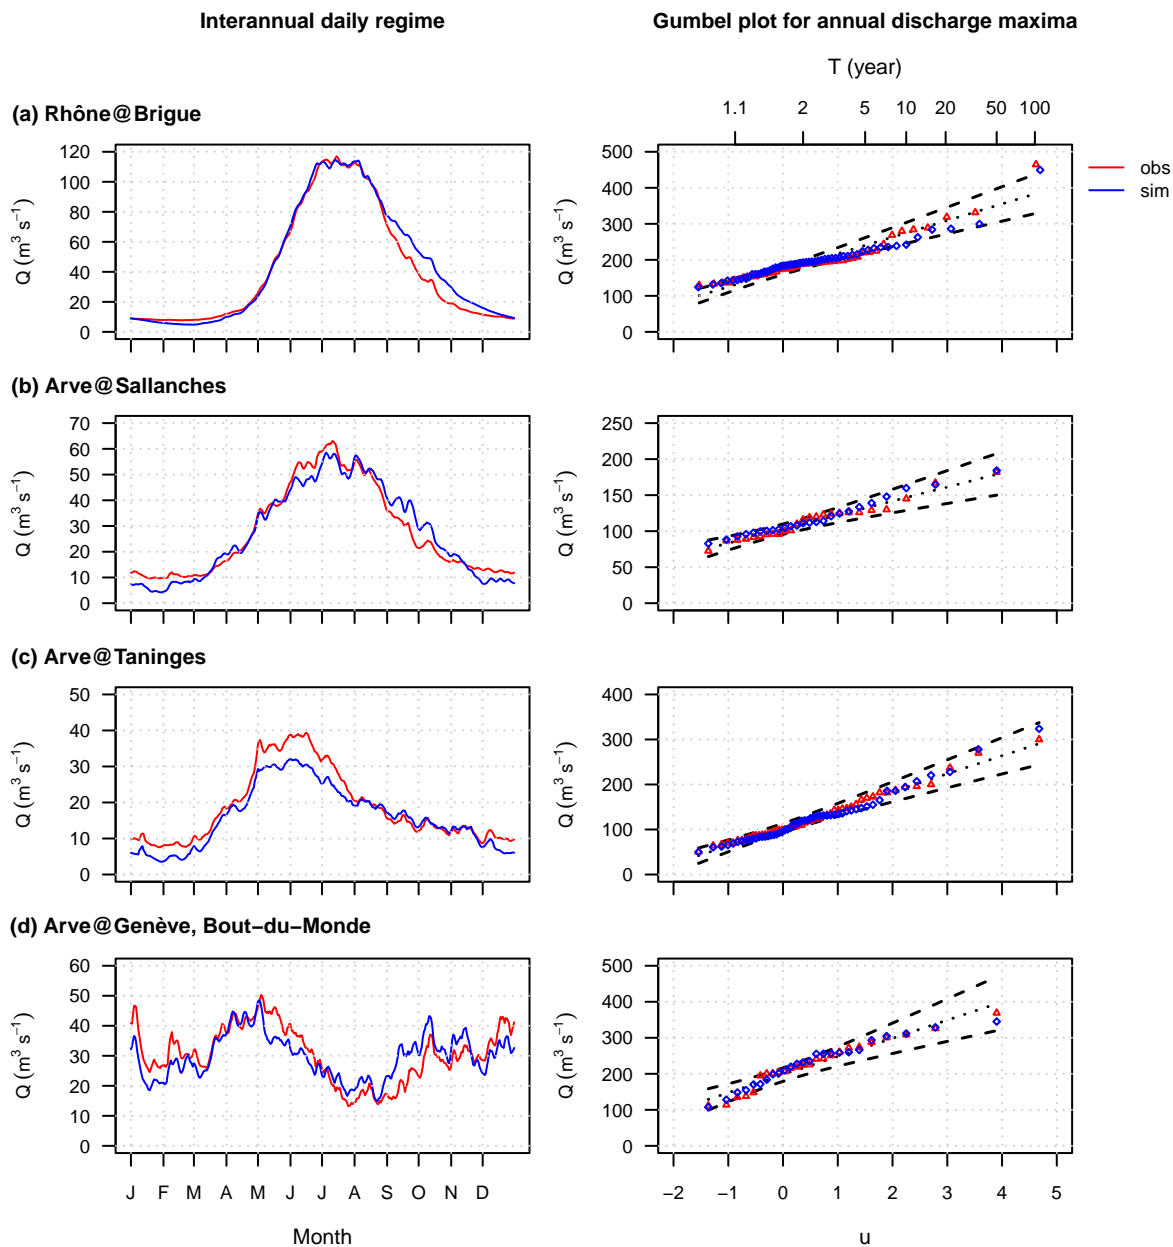 Interannual daily regime
Gumbel plot for annual discharge maxima
T (year)
(a) Rhône@Brigue
1.1 2 5 10 20 50 100
120
100
80
60
40
20
0
Q (m³ s⁻¹)
500
400
300
200
100
0
Q (m³ s⁻¹)
obs
sim
(b) Arve@Sallanches
70
60
50
40
30
20
10
0
Q (m³ s⁻¹)
250
200
150
100
50
0
Q (m³ s⁻¹)
(c) Arve@Taninges
50
40
30
20
10
0
Q (m³ s⁻¹)
400
300
200
100
0
Q (m³ s⁻¹)
(d) Arve@Genève, Bout−du−Monde
60
50
40
30
20
10
0
Q (m³ s⁻¹)
J F M A M J J A S O N D
Month
500
400
300
200
100
0
Q (m³ s⁻¹)
−2 −1 0 1 2 3 4 5
u